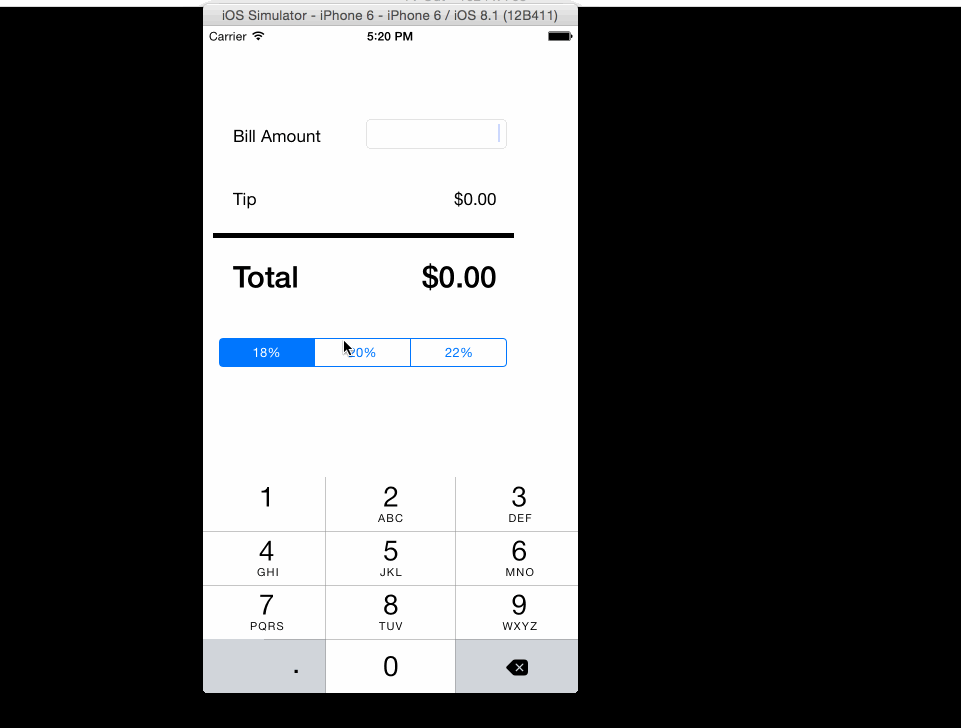 iOS Simulator - iPhone 6 - iPhone 6 / iOS 8.1 (12B411)
Carrier 5:20 PM
Bill Amount
Tip $0.00
Total $0.00
18% 20% 22%
1 2 3
ABC DEF
4 5 6
GHI JKL MNO
7 8 9
PQRS TUV WXYZ
. 0